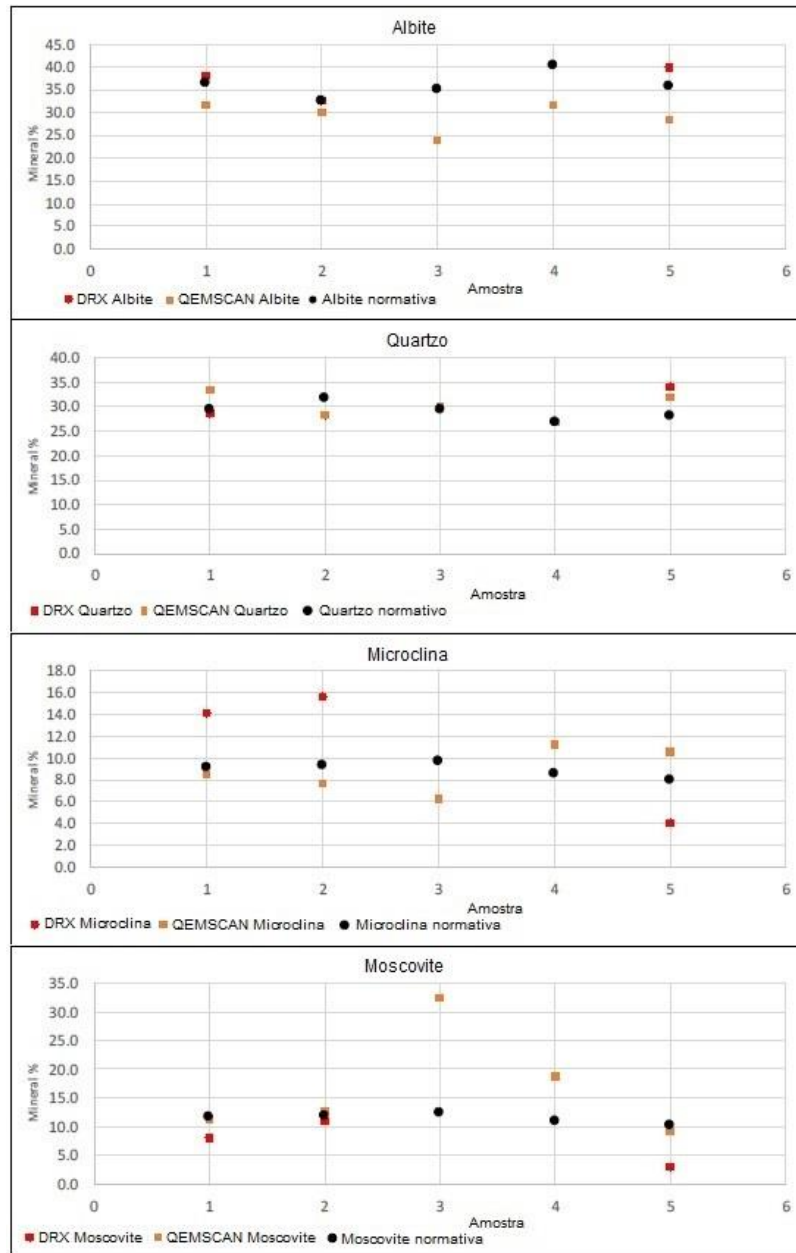 Albite
45.0
40.0
35.0
30.0
25.0
20.0
15.0
10.0
5.0
0.0
Mineral %
0 1 2 3 4 5 6
Amostra
DRX Albite QEMSCAN Albite Albite normativa
Quartzo
40.0
35.0
30.0
25.0
20.0
15.0
10.0
5.0
0.0
Mineral %
0 1 2 3 4 5 6
Amostra
DRX Quartzo QEMSCAN Quartzo Quartzo normativo
Microclina
18.0
16.0
14.0
12.0
10.0
8.0
6.0
4.0
2.0
0.0
Mineral %
0 1 2 3 4 5 6
Amostra
DRX Microclina QEMSCAN Microclina Microclina normativa
Moscovite
35.0
30.0
25.0
20.0
15.0
10.0
5.0
0.0
Mineral %
0 1 2 3 4 5 6
Amostra
DRX Moscovite QEMSCAN Moscovite Moscovite normativa